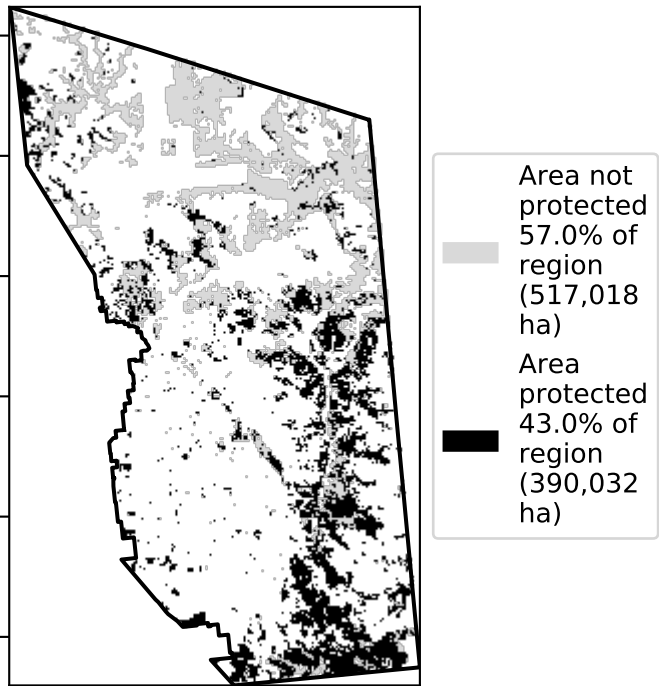 Area not
protected
57.0% of
region
(517,018
ha)
Area
protected
43.0% of
region
(390,032
ha)